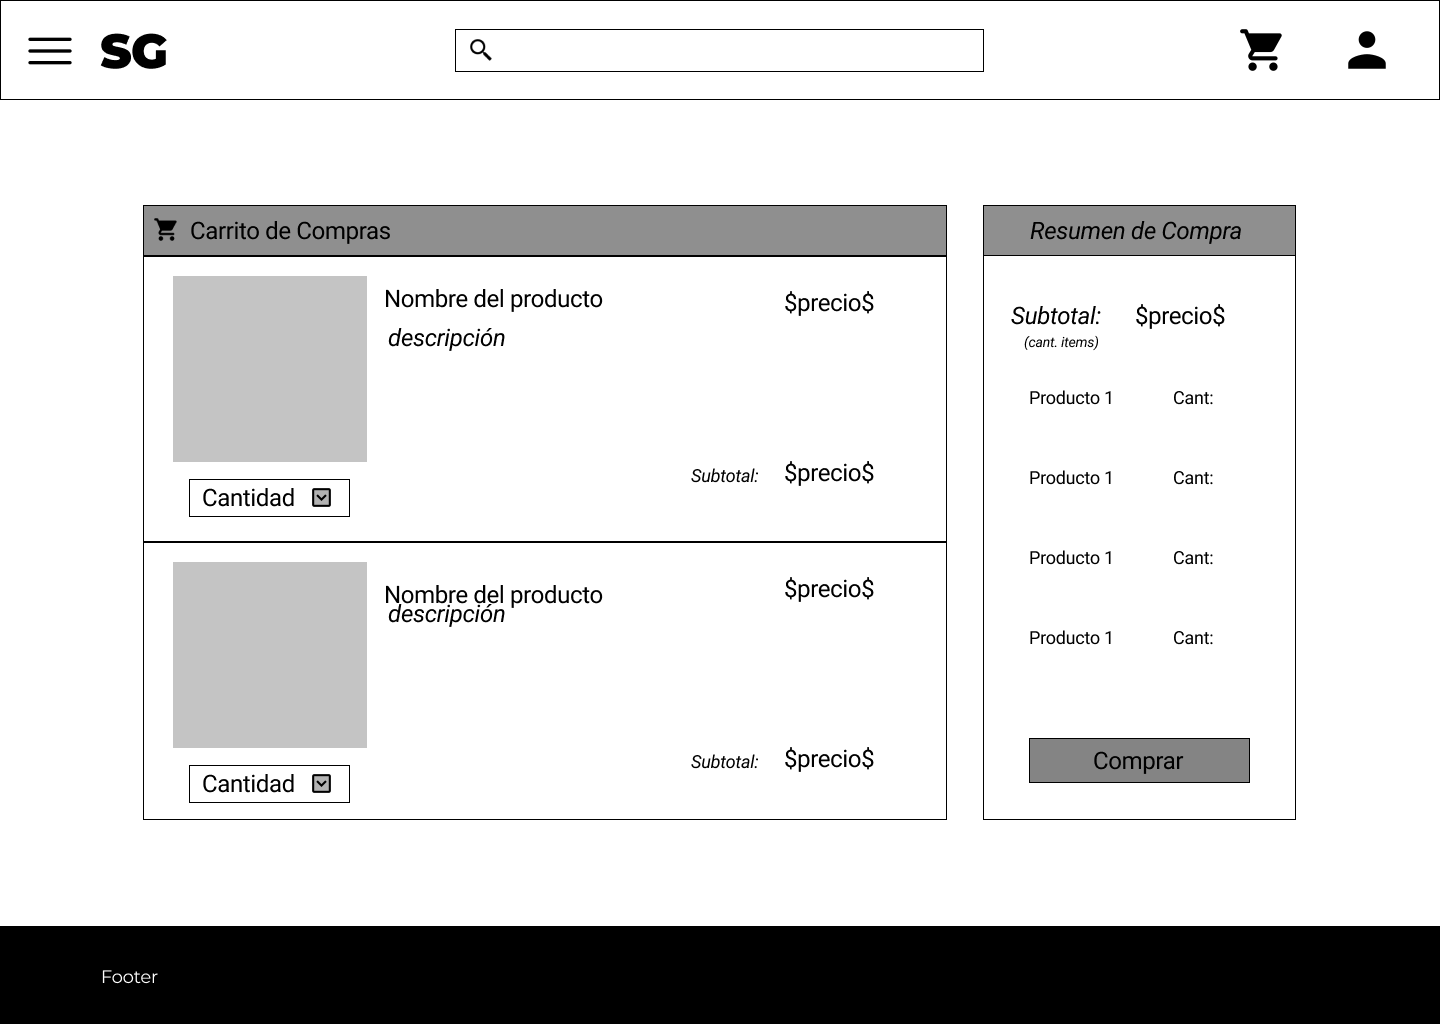 SG
Carrito de Compras
Nombre del producto
$precio$
descripción
Subtotal:
$precio$
Cantidad
Nombre del producto
$precio$
descripción
Subtotal:
$precio$
Cantidad
Resumen de Compra
Subtotal: $precio$
(cant. items)
Producto 1 Cant:
Producto 1 Cant:
Producto 1 Cant:
Producto 1 Cant:
Comprar
Footer